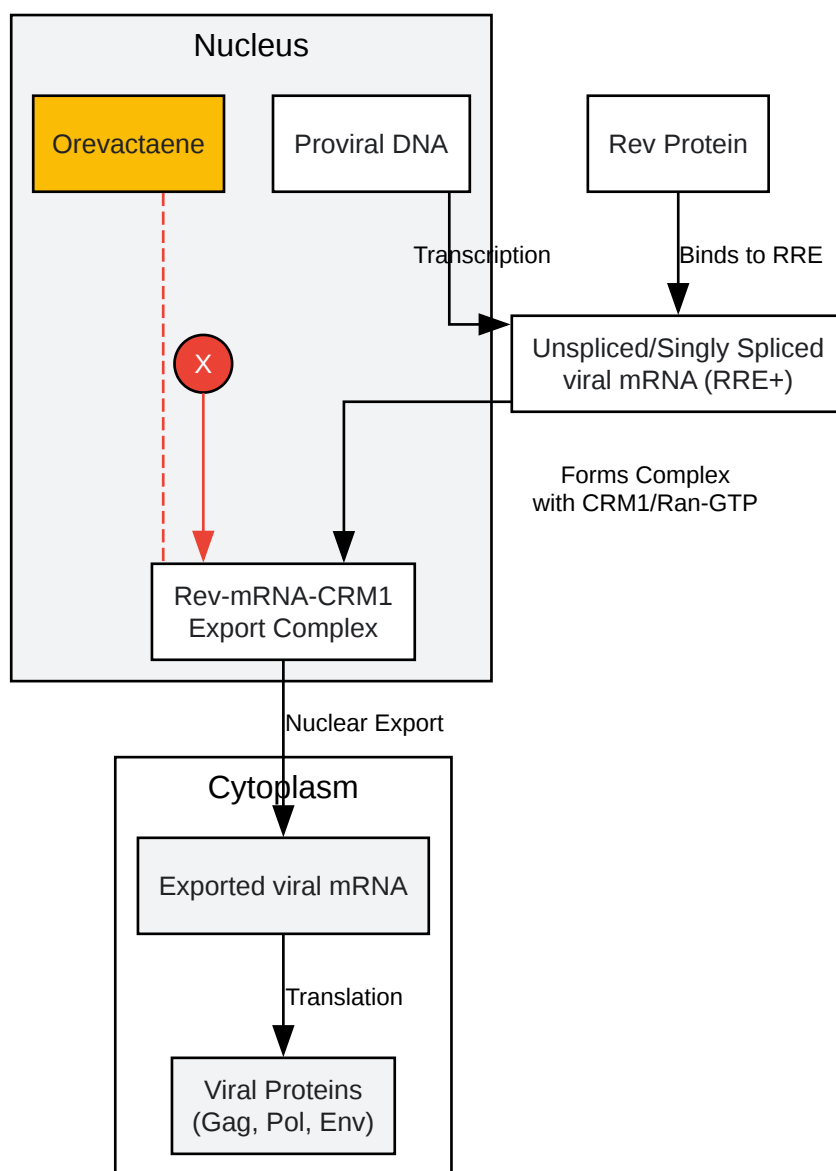 Nucleus
Orevactaene
Proviral DNA
Rev Protein
Transcription
Binds to RRE
Unspliced/Singly Spliced
viral mRNA (RRE+)
X
Forms Complex
with CRM1/Ran-GTP
Rev-mRNA-CRM1
Export Complex
Nuclear Export
Cytoplasm
Exported viral mRNA
Translation
Viral Proteins
(Gag, Pol, Env)